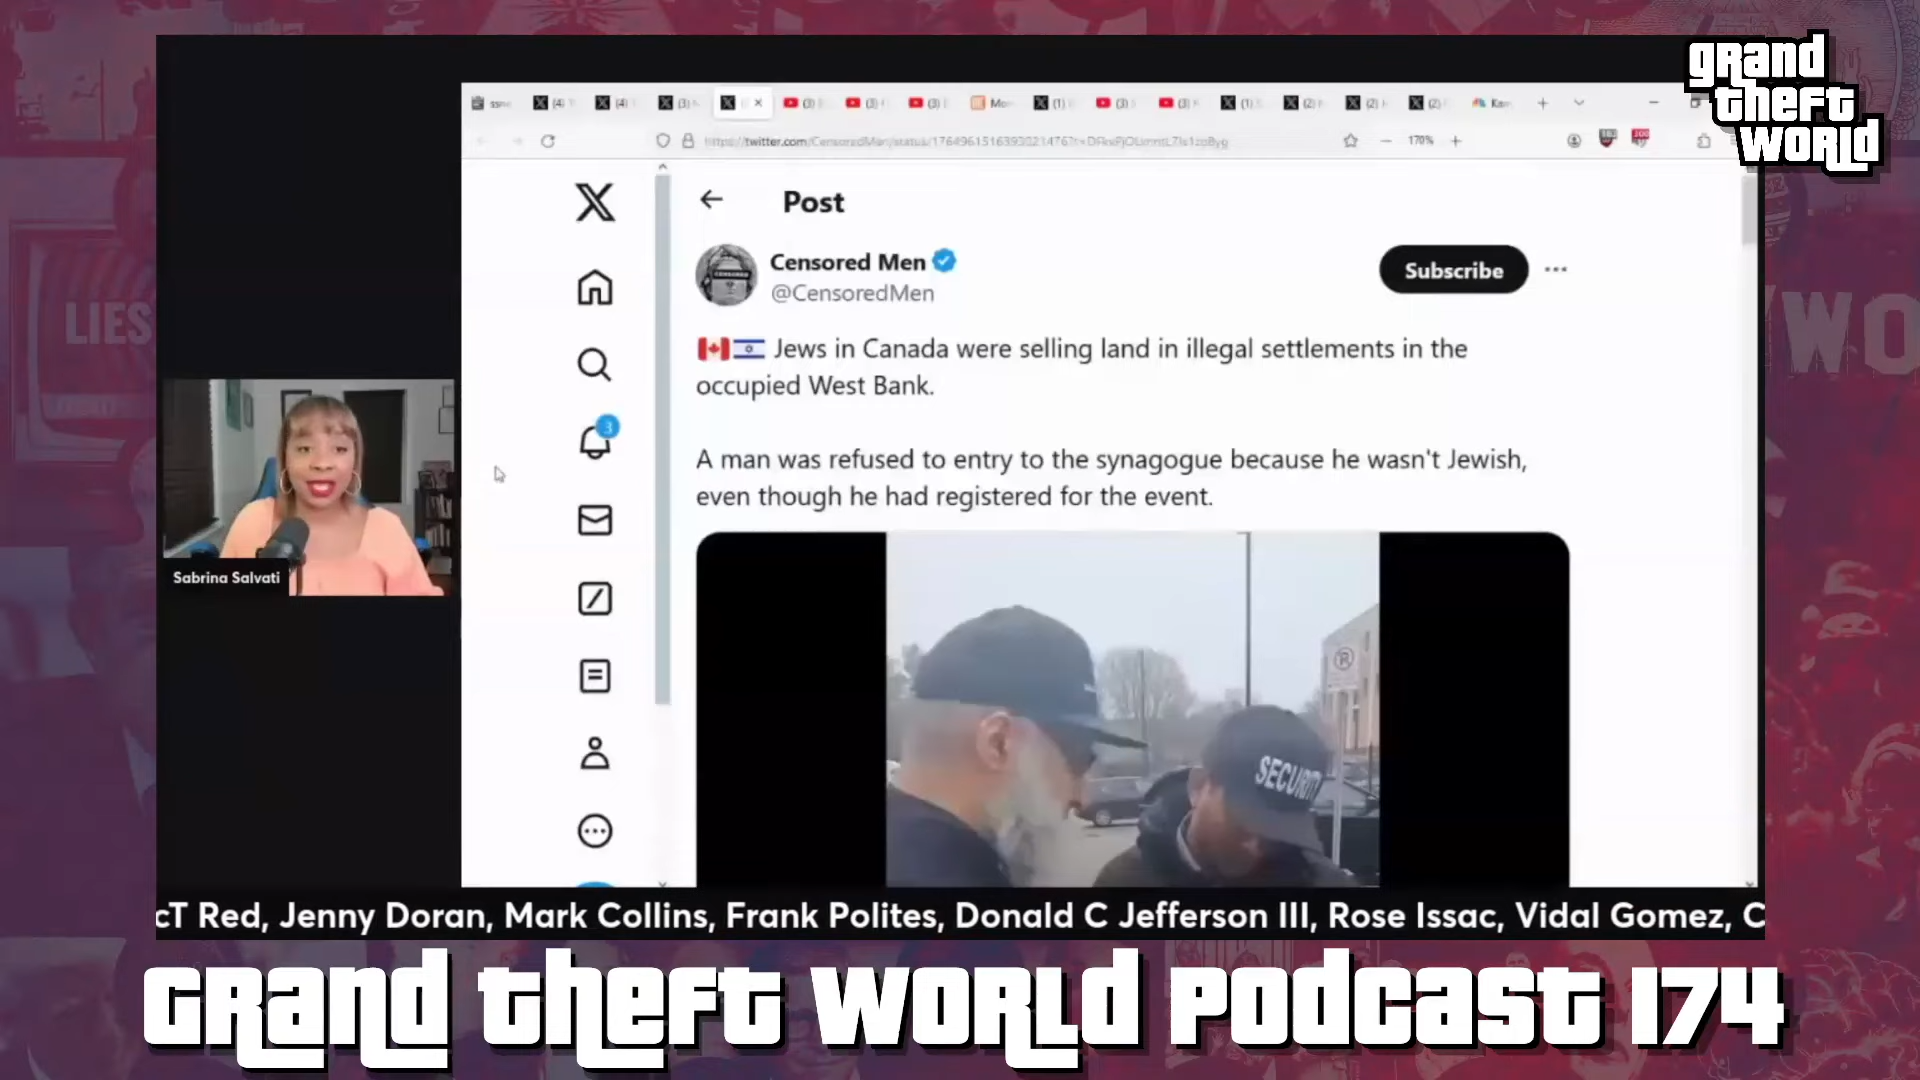 grand
theft
world
170%
Post
Censored Men
@CensoredMen
Subscribe
Jews in Canada were selling land in illegal settlements in the
occupied West Bank.
A man was refused to entry to the synagogue because he wasn't Jewish,
even though he had registered for the event.
3
LIES
SECURITY
Sabrina Salvati
cT Red, Jenny Doran, Mark Collins, Frank Polites, Donald C Jefferson III, Rose Issac, Vidal Gomez, C
GRand theft WORLd Podcast 174